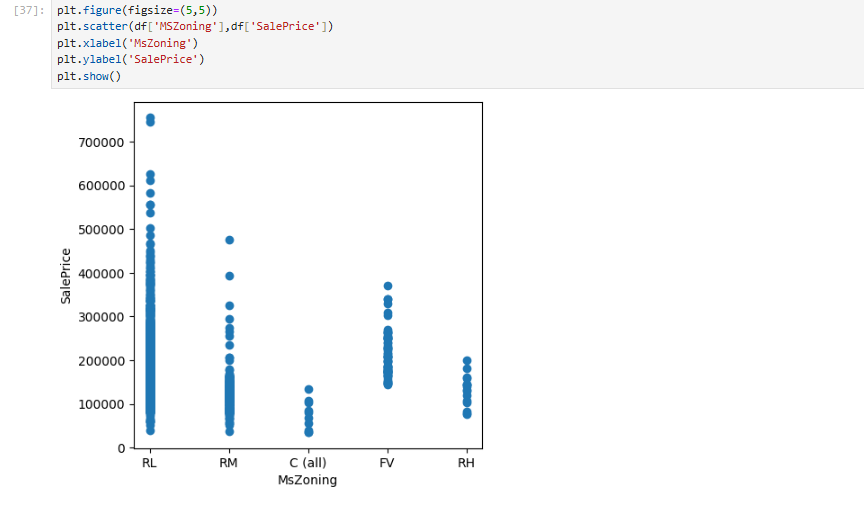 [37]: plt.figure(figsize=(5,5))
plt.scatter(df['MSZoning'],df['SalePrice'])
plt.xlabel('MsZoning')
plt.ylabel('SalePrice')
plt.show()
700000
600000
500000
400000
300000
200000
100000
0
SalePrice
RL RM C (all) FV RH
MsZoning